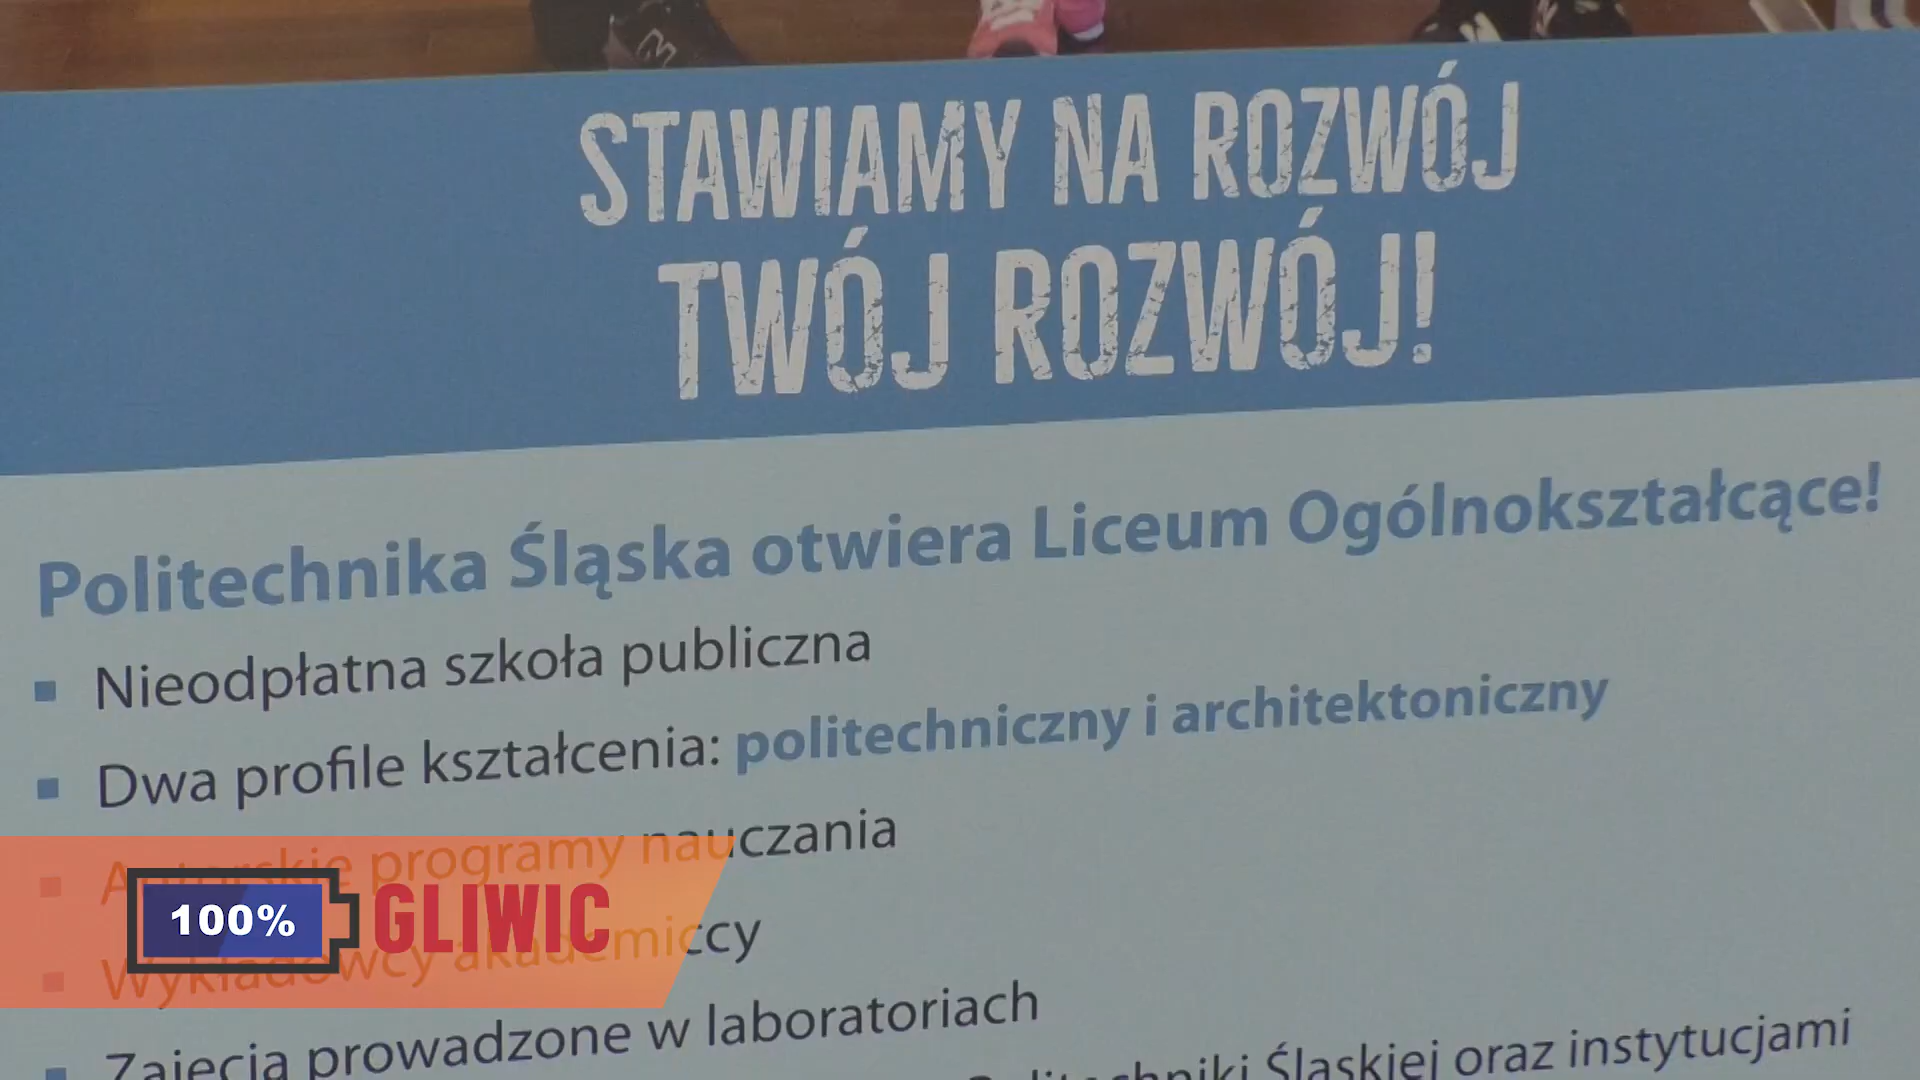 STAWIAMY NA ROZWÓJ
TWÓJ ROZWÓJ!
Politechnika Śląska otwiera Liceum Ogólnokształcące!
Nieodpłatna szkoła publiczna
Dwa profile kształcenia: politechniczny i architektoniczny
Autorskie programy nauczania
Wykładowcy akademiccy
100% GLIWIC
Zajęcia prowadzone w laboratoriach
Politechniki Śląskiej oraz instytucjami